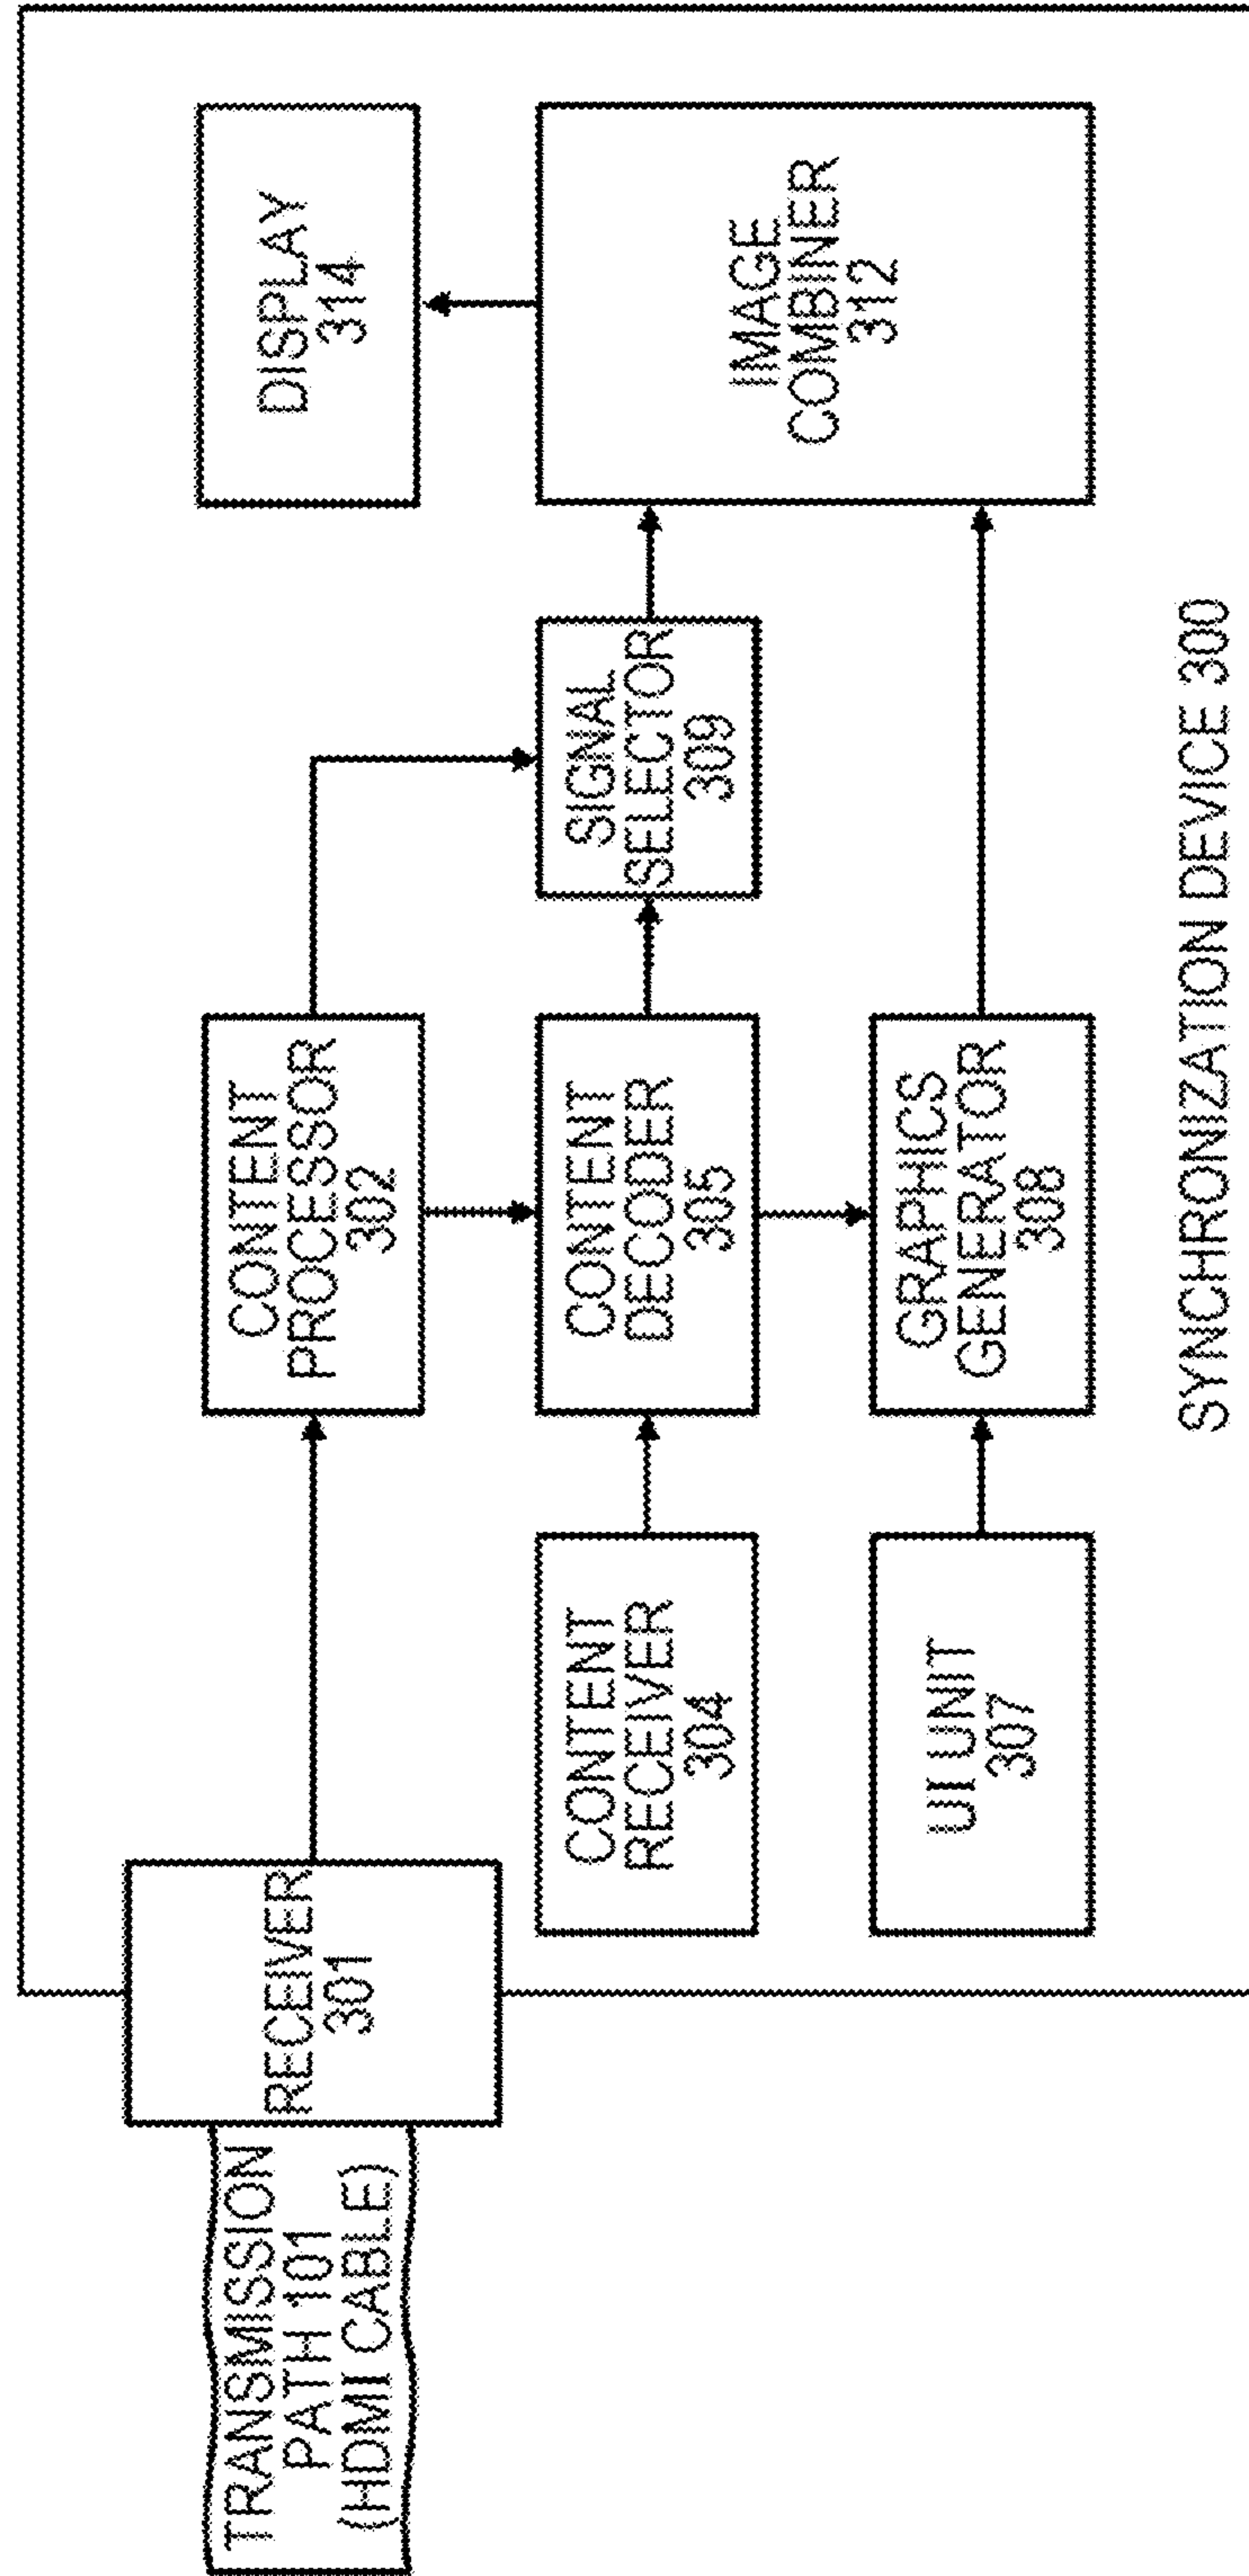 TRANSMISSION
PATH 101
(HDMI CABLE)
RECEIVER
301
CONTENT
PROCESSOR
302
DISPLAY
314
CONTENT
RECEIVER
304
CONTENT
DECODER
305
SIGNAL
SELECTOR
309
IMAGE
COMBINER
312
UI UNIT
307
GRAPHICS
GENERATOR
308
SYNCHRONIZATION DEVICE 300